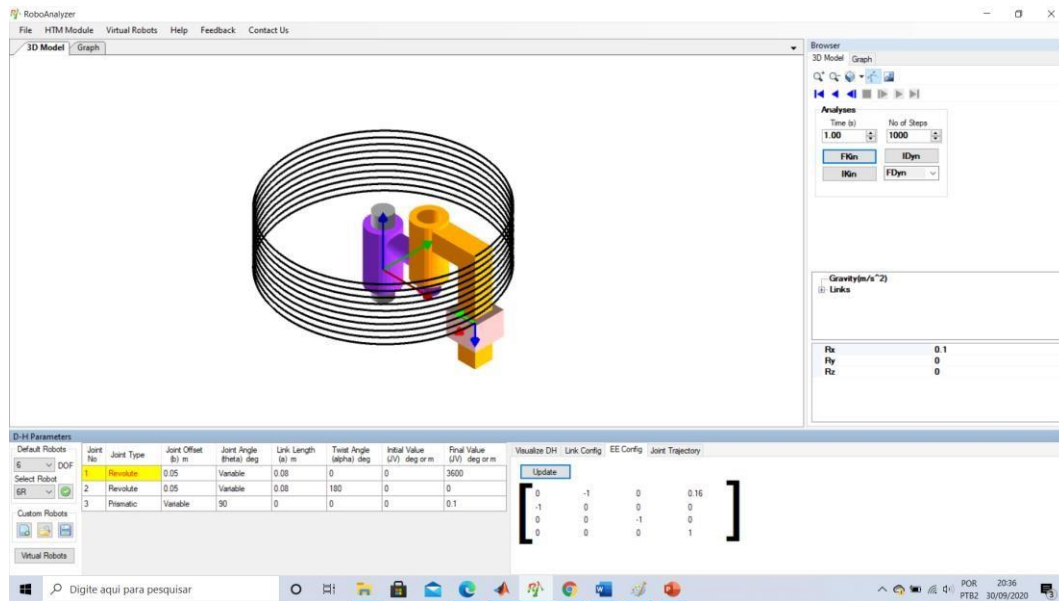 RoboAnalyzer
File HTM Module Virtual Robots Help Feedback Contact Us
3D Model Graph
Browser
3D Model Graph
Analyses
Time (s) No of Steps
1.00 1000
FKin IDyn
IKin FDyn
Gravity(m/s^2)
Links
Rx 0.1
Ry 0
Rz 0
D-H Parameters
Default Robots
6 DOF
Select Robot
6R
Custom Robots
Virtual Robots
Joint No Joint Type Joint Offset (b) m Joint Angle (theta) deg Link Length (a) m Twist Angle (alpha) deg Initial Value (JV) deg or m Final Value (JV) deg or m
1 Revolute 0.05 Variable 0.08 0 0 3600
2 Revolute 0.05 Variable 0.08 180 0 0
3 Prismatic Variable 90 0 0 0 0.1
Visualize DH Link Config EE Config Joint Trajectory
Update
0 -1 0 0.16
-1 0 0 0
0 0 -1 0
0 0 0 1
Digite aqui para pesquisar
POR 20:36
PTB2 30/09/2020